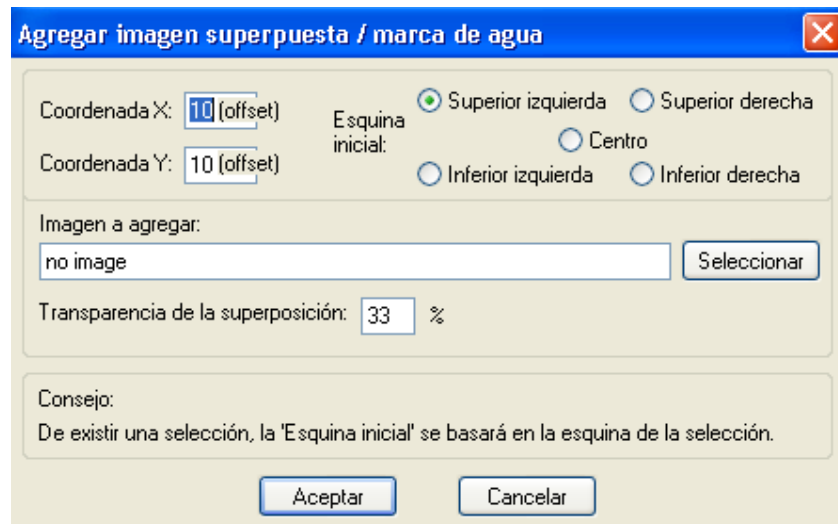 Agregar imagen superpuesta / marca de agua
Coordenada X: 10 (offset)
Coordenada Y: 10 (offset)
Esquina inicial:
Superior izquierda Superior derecha
Centro
Inferior izquierda Inferior derecha
Imagen a agregar:
no image Seleccionar
Transparencia de la superposición: 33 %
Consejo:
De existir una selección, la 'Esquina inicial' se basará en la esquina de la selección.
Aceptar Cancelar